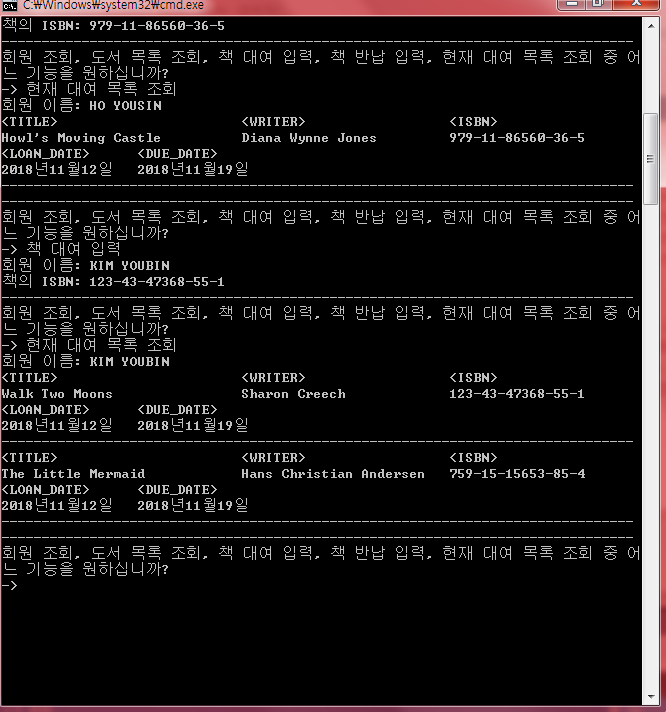 C:\Windows\system32\cmd.exe
책의 ISBN: 979-11-86560-36-5
--------------------------------------------------------------------------------
회원 조회, 도서 목록 조회, 책 대여 입력, 책 반납 입력, 현재 대여 목록 조회 중 어
느 기능을 원하십니까?
-> 현재 대여 목록 조회
회원 이름: HO YOUSIN
<TITLE> <WRITER> <ISBN>
Howl's Moving Castle Diana Wynne Jones 979-11-86560-36-5
<LOAN_DATE> <DUE_DATE>
2018년11월12일 2018년11월19일
--------------------------------------------------------------------------------
--------------------------------------------------------------------------------
회원 조회, 도서 목록 조회, 책 대여 입력, 책 반납 입력, 현재 대여 목록 조회 중 어
느 기능을 원하십니까?
-> 책 대여 입력
회원 이름: KIM YOUBIN
책의 ISBN: 123-43-47368-55-1
--------------------------------------------------------------------------------
회원 조회, 도서 목록 조회, 책 대여 입력, 책 반납 입력, 현재 대여 목록 조회 중 어
느 기능을 원하십니까?
-> 현재 대여 목록 조회
회원 이름: KIM YOUBIN
<TITLE> <WRITER> <ISBN>
Walk Two Moons Sharon Creech 123-43-47368-55-1
<LOAN_DATE> <DUE_DATE>
2018년11월12일 2018년11월19일
--------------------------------------------------------------------------------
<TITLE> <WRITER> <ISBN>
The Little Mermaid Hans Christian Andersen 759-15-15653-85-4
<LOAN_DATE> <DUE_DATE>
2018년11월12일 2018년11월19일
--------------------------------------------------------------------------------
--------------------------------------------------------------------------------
회원 조회, 도서 목록 조회, 책 대여 입력, 책 반납 입력, 현재 대여 목록 조회 중 어
느 기능을 원하십니까?
->